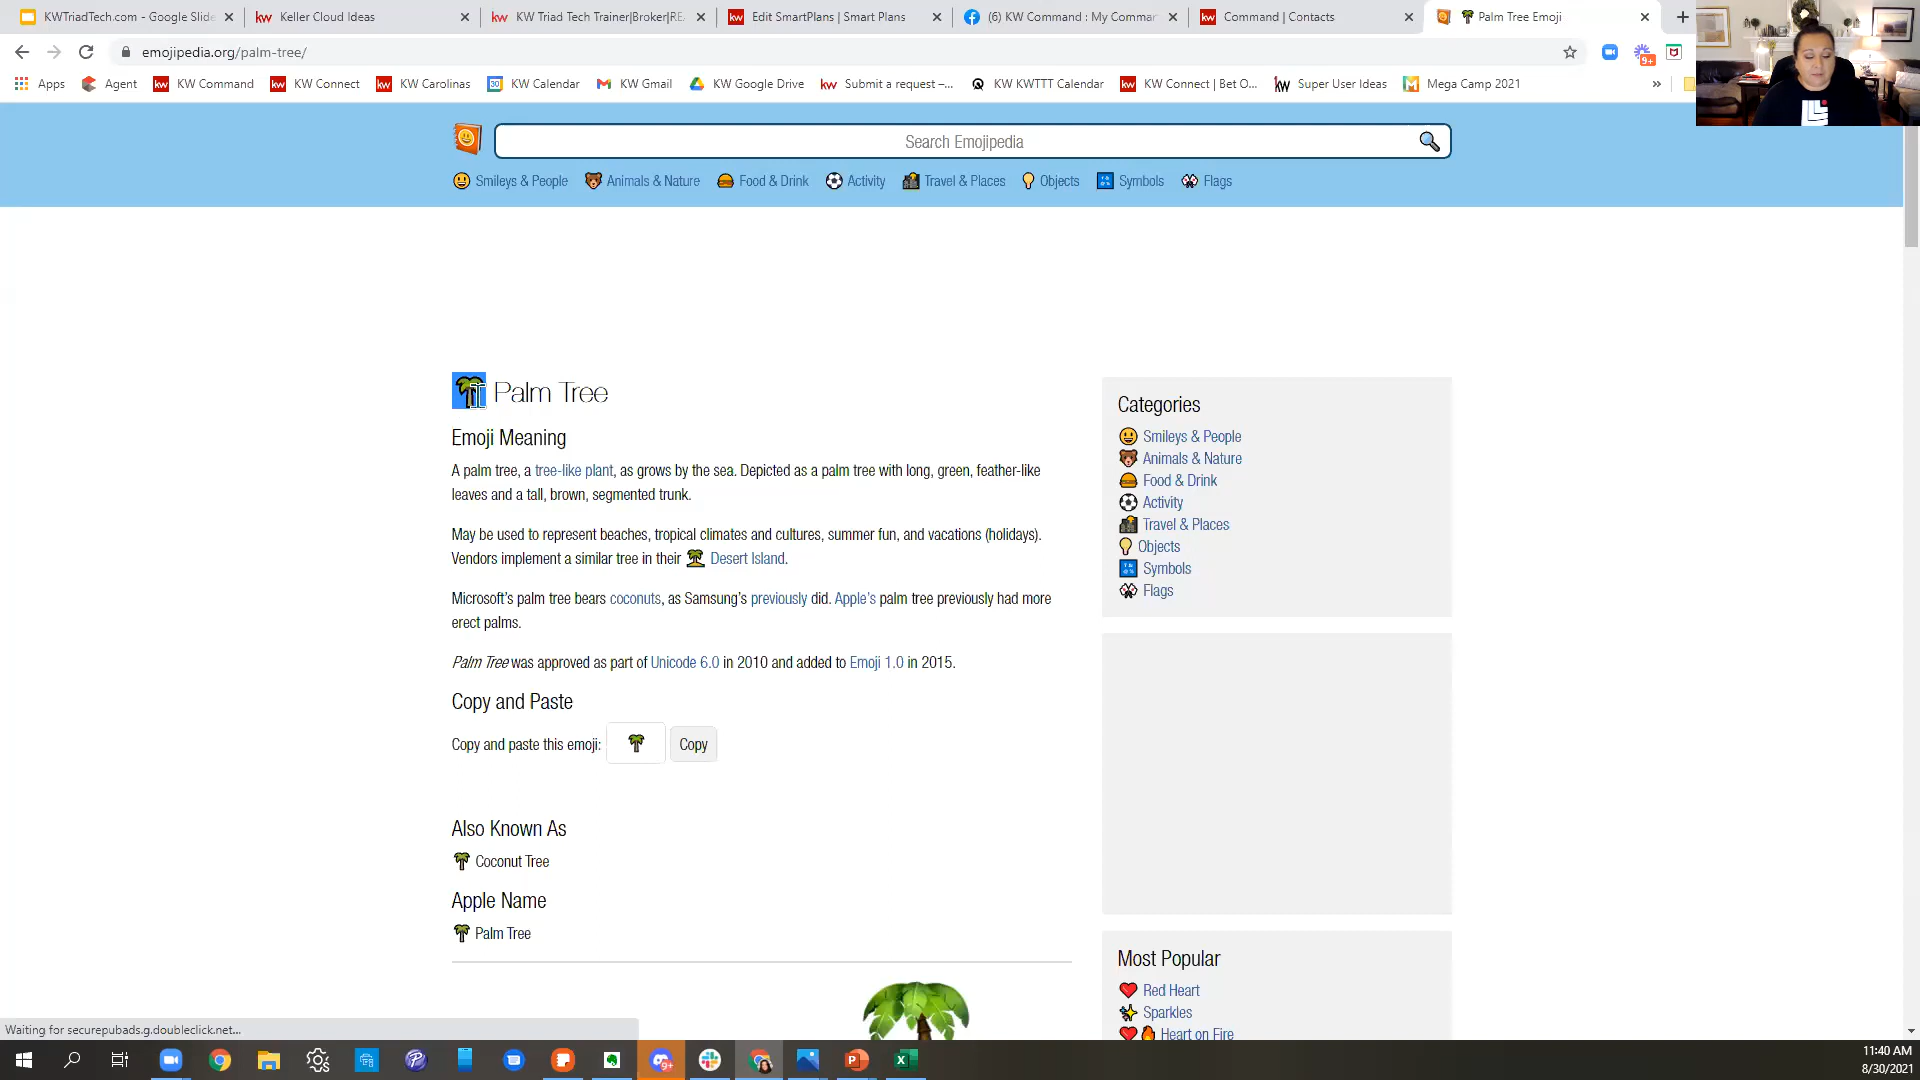 KWTriadTech.com - Google Slide
Keller Cloud Ideas
KW Triad Tech Trainer|Broker|RE
Edit SmartPlans | Smart Plans
(6) KW Command : My Commar
Command | Contacts
Palm Tree Emoji
emojipedia.org/palm-tree/
9+
Apps
Agent
KW Command
KW Connect
KW Carolinas
KW Calendar
KW Gmail
KW Google Drive
Submit a request –...
KW KWTTT Calendar
KW Connect | Bet O...
Super User Ideas
Mega Camp 2021
»
Search Emojipedia
Smileys & People
Animals & Nature
Food & Drink
Activity
Travel & Places
Objects
Symbols
Flags
Palm Tree
Emoji Meaning
A palm tree, a tree-like plant, as grows by the sea. Depicted as a palm tree with long, green, feather-like
leaves and a tall, brown, segmented trunk.
May be used to represent beaches, tropical climates and cultures, summer fun, and vacations (holidays).
Vendors implement a similar tree in their 🏝 Desert Island.
Microsoft's palm tree bears coconuts, as Samsung's previously did. Apple's palm tree previously had more
erect palms.
Palm Tree was approved as part of Unicode 6.0 in 2010 and added to Emoji 1.0 in 2015.
Copy and Paste
Copy and paste this emoji: 🌴 Copy
Also Known As
Coconut Tree
Apple Name
Palm Tree
Categories
Smileys & People
Animals & Nature
Food & Drink
Activity
Travel & Places
Objects
Symbols
Flags
Most Popular
Red Heart
Sparkles
Heart on Fire
Waiting for securepubads.g.doubleclick.net...
9+
11:40 AM
8/30/2021